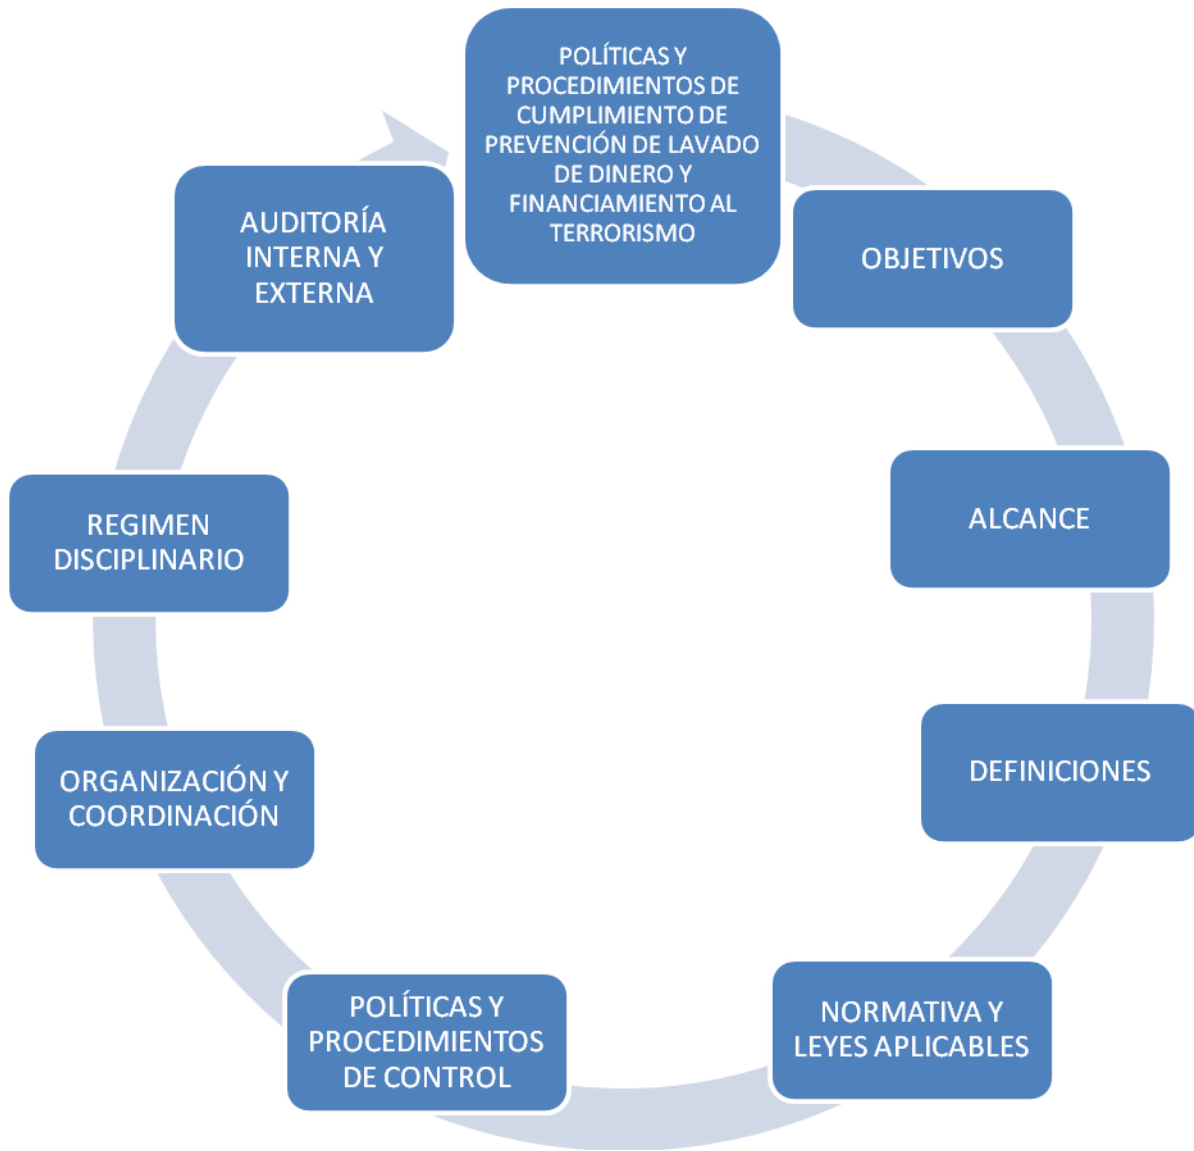 POLÍTICAS Y
PROCEDIMIENTOS DE
CUMPLIMIENTO DE
PREVENCIÓN DE LAVADO
DE DINERO Y
FINANCIAMIENTO AL
TERRORISMO
OBJETIVOS
ALCANCE
DEFINICIONES
NORMATIVA Y
LEYES APLICABLES
POLÍTICAS Y
PROCEDIMIENTOS
DE CONTROL
ORGANIZACIÓN Y
COORDINACIÓN
REGIMEN
DISCIPLINARIO
AUDITORÍA
INTERNA Y
EXTERNA